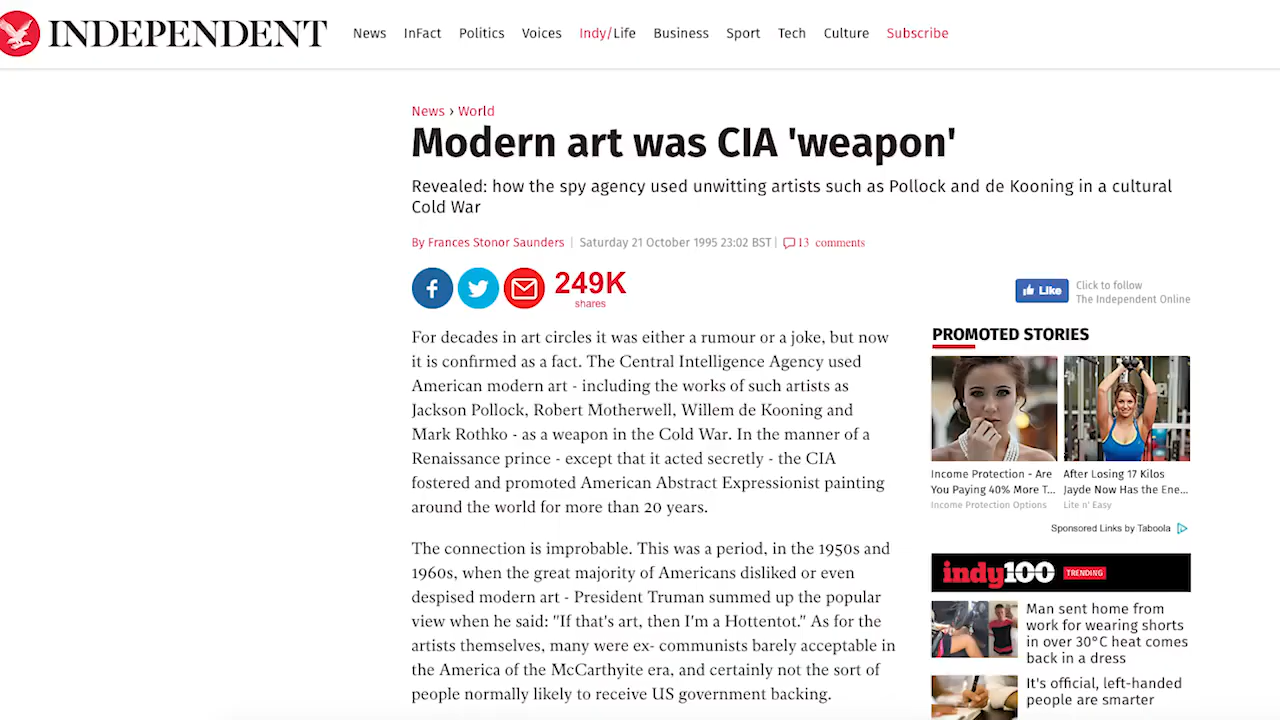 INDEPENDENT
News InFact Politics Voices Indy/Life Business Sport Tech Culture Subscribe
News › World
Modern art was CIA 'weapon'
Revealed: how the spy agency used unwitting artists such as Pollock and de Kooning in a cultural
Cold War
By Frances Stonor Saunders | Saturday 21 October 1995 23:02 BST | 13 comments
249K
shares
Like
Click to follow
The Independent Online
For decades in art circles it was either a rumour or a joke, but now
it is confirmed as a fact. The Central Intelligence Agency used
American modern art - including the works of such artists as
Jackson Pollock, Robert Motherwell, Willem de Kooning and
Mark Rothko - as a weapon in the Cold War. In the manner of a
Renaissance prince - except that it acted secretly - the CIA
fostered and promoted American Abstract Expressionist painting
around the world for more than 20 years.
The connection is improbable. This was a period, in the 1950s and
1960s, when the great majority of Americans disliked or even
despised modern art - President Truman summed up the popular
view when he said: "If that's art, then I'm a Hottentot." As for the
artists themselves, many were ex- communists barely acceptable in
the America of the McCarthyite era, and certainly not the sort of
people normally likely to receive US government backing.
PROMOTED STORIES
Income Protection - Are
You Paying 40% More T...
Income Protection Options
After Losing 17 Kilos
Jayde Now Has the Ene...
Lite n' Easy
Sponsored Links by Taboola
indy100 TRENDING
Man sent home from
work for wearing shorts
in over 30°C heat comes
back in a dress
It's official, left-handed
people are smarter